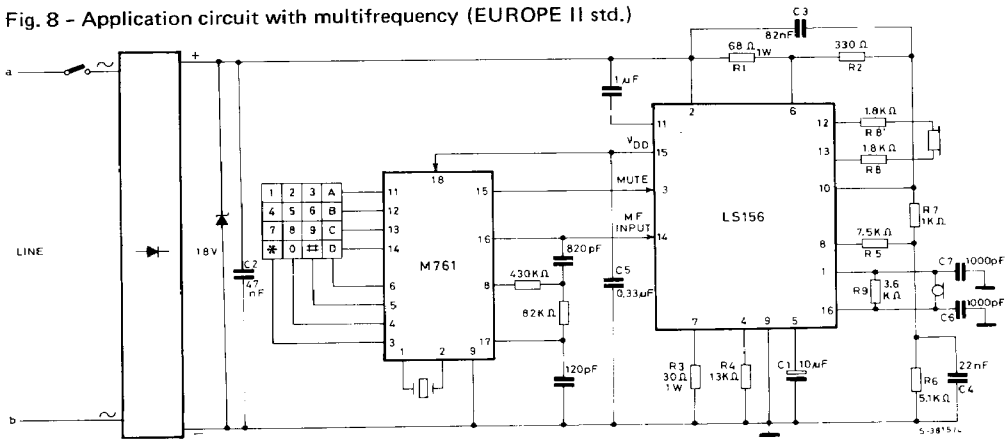 Fig. 8 - Application circuit with multifrequency (EUROPE II std.)
C3
82nF
68 Ω
1W
R1
330 Ω
R2
a
~
+
1 µF
2
6
11
12
1.8KΩ
R8'
VDD
15
13
1.8KΩ
R8
18
1 2 3 A
4 5 6 B
7 8 9 C
* 0 # D
11
12
13
14
15
MUTE
3
10
LS156
R7
1KΩ
LINE
18V
C2
47
nF
M761
16
MF
INPUT
14
8
7.5KΩ
R5
820pF
6
5
4
3
8
430KΩ
C5
0,33µF
1
C7
1000pF
R9
3.6
KΩ
82KΩ
16
C6
1000pF
17
1
2
9
120pF
7
4
9
5
R3
30Ω
1W
R4
13KΩ
C1
10µF
R6
5.1KΩ
22nF
C4
b
~
-